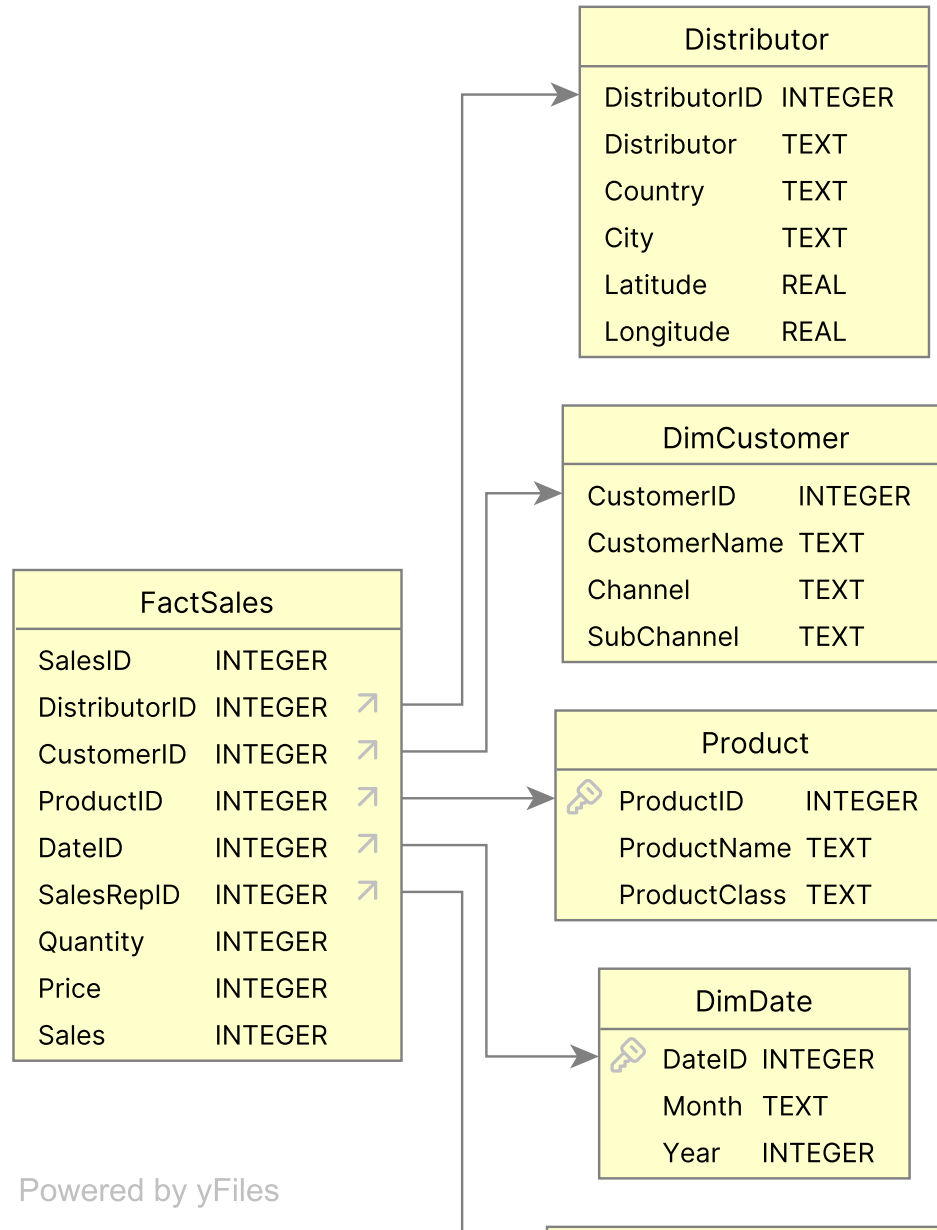 Distributor
DistributorID INTEGER
Distributor TEXT
Country TEXT
City TEXT
Latitude REAL
Longitude REAL
DimCustomer
CustomerID INTEGER
CustomerName TEXT
Channel TEXT
SubChannel TEXT
FactSales
SalesID INTEGER
DistributorID INTEGER
CustomerID INTEGER
ProductID INTEGER
DateID INTEGER
SalesRepID INTEGER
Quantity INTEGER
Price INTEGER
Sales INTEGER
Product
ProductID INTEGER
ProductName TEXT
ProductClass TEXT
DimDate
DateID INTEGER
Month TEXT
Year INTEGER
Powered by yFiles